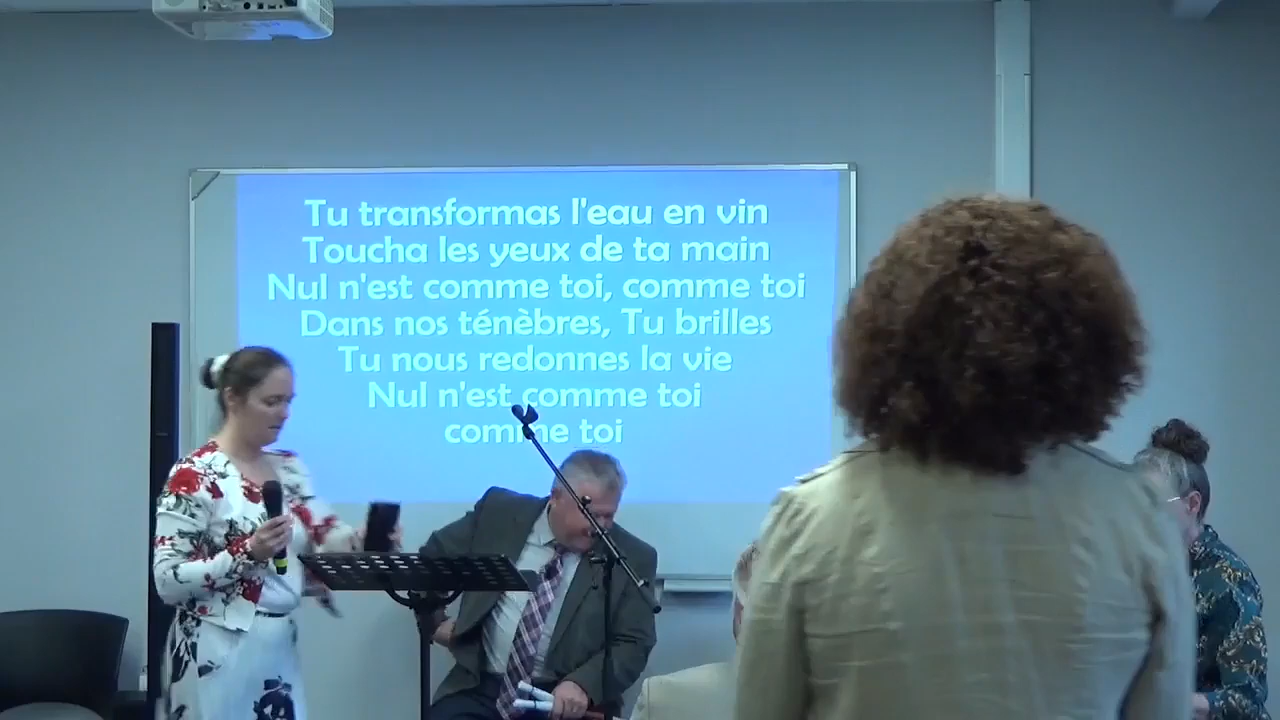 Tu transformas l'eau en vin
Toucha les yeux de ta main
Nul n'est comme toi, comme toi
Dans nos ténèbres, Tu brilles
Tu nous redonnes la vie
Nul n'est comme toi
comme toi